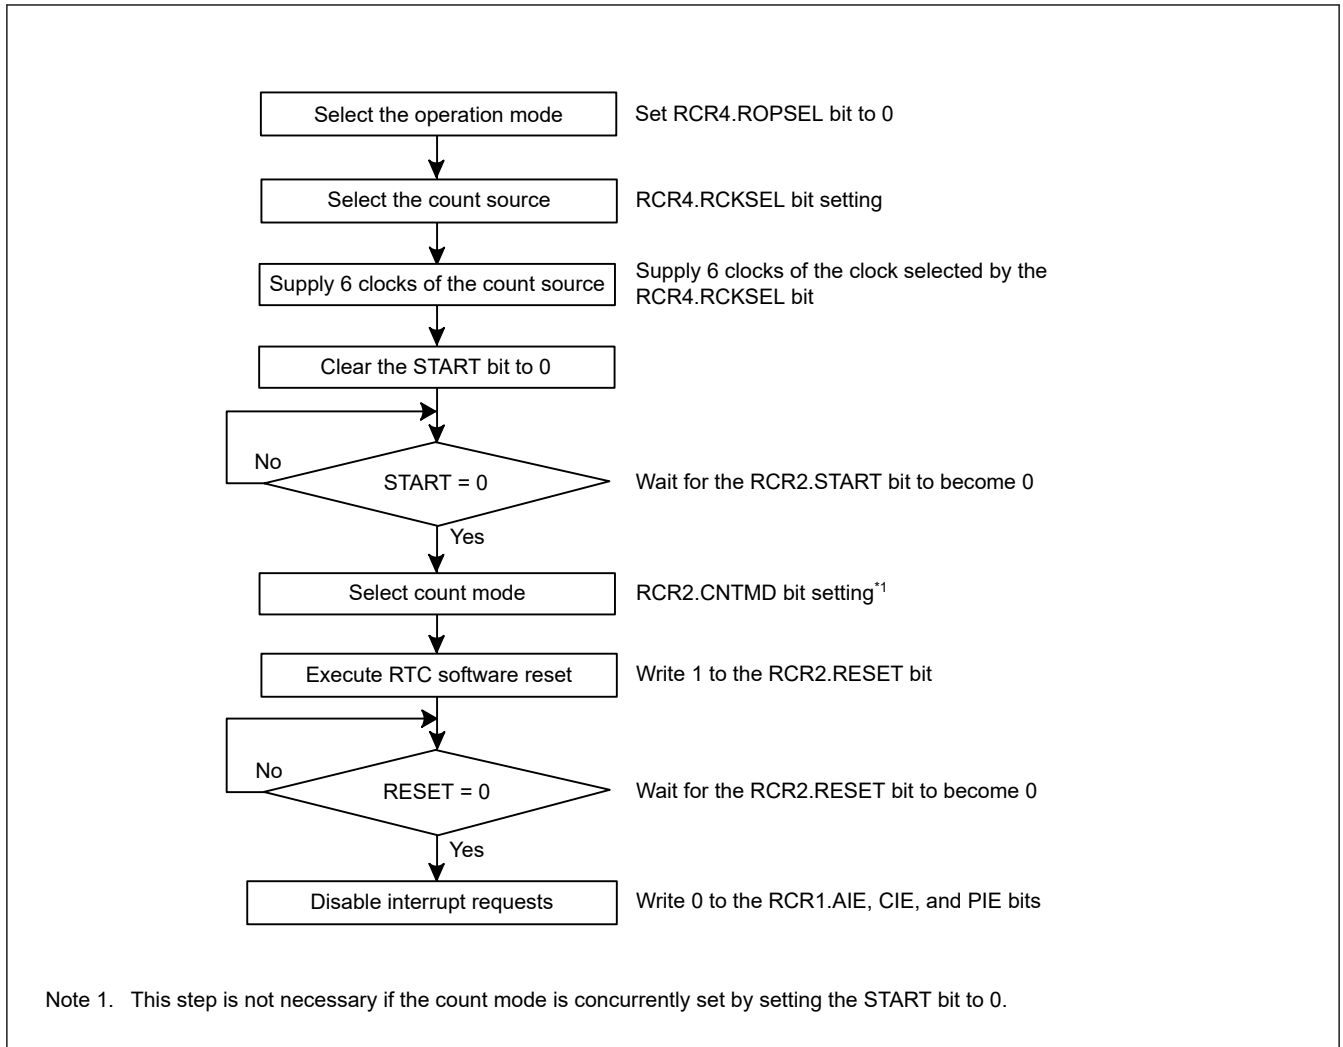 Select the operation mode
Set RCR4.ROPSEL bit to 0
Select the count source
RCR4.RCKSEL bit setting
Supply 6 clocks of the count source
Supply 6 clocks of the clock selected by the
RCR4.RCKSEL bit
Clear the START bit to 0
No
START = 0
Wait for the RCR2.START bit to become 0
Yes
Select count mode
RCR2.CNTMD bit setting*1
Execute RTC software reset
Write 1 to the RCR2.RESET bit
No
RESET = 0
Wait for the RCR2.RESET bit to become 0
Yes
Disable interrupt requests
Write 0 to the RCR1.AIE, CIE, and PIE bits
Note 1. This step is not necessary if the count mode is concurrently set by setting the START bit to 0.